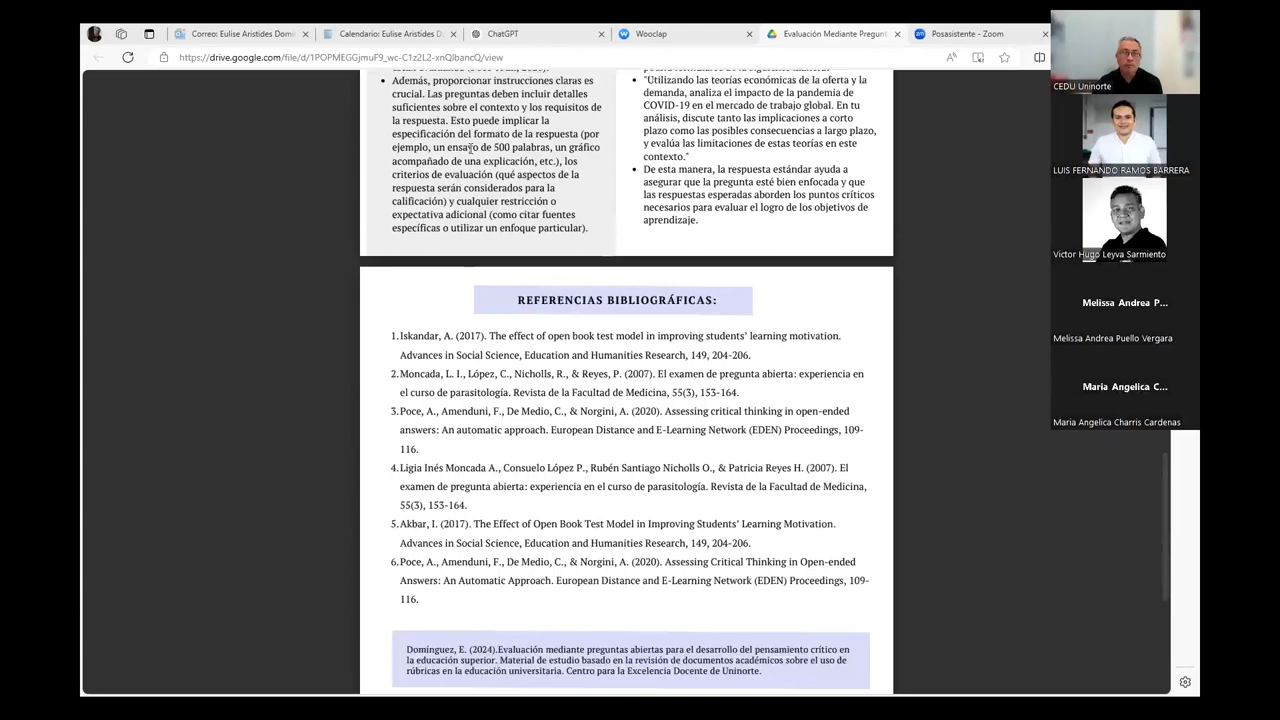 Correo: Eulise Aristides Dom
Calendario: Eulise Aristides D
ChatGPT
Wooclap
Evaluación Mediante Pregunt
Posasistente - Zoom
https://drive.google.com/file/d/1POPMEGGjmuF9_wc-C1z2L2-xnQlbancQ/view
Además, proporcionar instrucciones claras es
crucial. Las preguntas deben incluir detalles
suficientes sobre el contexto y los requisitos de
la respuesta. Esto puede implicar la
especificación del formato de la respuesta (por
ejemplo, un ensayo de 500 palabras, un gráfico
acompañado de una explicación, etc.), los
criterios de evaluación (qué aspectos de la
respuesta serán considerados para la
calificación) y cualquier restricción o
expectativa adicional (como citar fuentes
específicas o utilizar un enfoque particular).
"Utilizando las teorías económicas de la oferta y la
demanda, analiza el impacto de la pandemia de
COVID-19 en el mercado de trabajo global. En tu
análisis, discute tanto las implicaciones a corto
plazo como las posibles consecuencias a largo plazo,
y evalúa las limitaciones de estas teorías en este
contexto."
De esta manera, la respuesta estándar ayuda a
asegurar que la pregunta esté bien enfocada y que
las respuestas esperadas aborden los puntos críticos
necesarios para evaluar el logro de los objetivos de
aprendizaje.
REFERENCIAS BIBLIOGRÁFICAS:
1. Iskandar, A. (2017). The effect of open book test model in improving students' learning motivation.
Advances in Social Science, Education and Humanities Research, 149, 204-206.
2. Moncada, L. I., López, C., Nicholls, R., & Reyes, P. (2007). El examen de pregunta abierta: experiencia en
el curso de parasitología. Revista de la Facultad de Medicina, 55(3), 153-164.
3. Poce, A., Amenduni, F., De Medio, C., & Norgini, A. (2020). Assessing critical thinking in open-ended
answers: An automatic approach. European Distance and E-Learning Network (EDEN) Proceedings, 109-
116.
4. Ligia Inés Moncada A., Consuelo López P., Rubén Santiago Nicholls O., & Patricia Reyes H. (2007). El
examen de pregunta abierta: experiencia en el curso de parasitología. Revista de la Facultad de Medicina,
55(3), 153-164.
5. Akbar, I. (2017). The Effect of Open Book Test Model in Improving Students' Learning Motivation.
Advances in Social Science, Education and Humanities Research, 149, 204-206.
6. Poce, A., Amenduni, F., De Medio, C., & Norgini, A. (2020). Assessing Critical Thinking in Open-ended
Answers: An Automatic Approach. European Distance and E-Learning Network (EDEN) Proceedings, 109-
116.
Domínguez, E. (2024).Evaluación mediante preguntas abiertas para el desarrollo del pensamiento crítico en
la educación superior. Material de estudio basado en la revisión de documentos académicos sobre el uso de
rúbricas en la educación universitaria. Centro para la Excelencia Docente de Uninorte.
CEDU Uninorte
LUIS FERNANDO RAMOS BARRERA
Victor Hugo Leyva Sarmiento
Melissa Andrea P...
Melissa Andrea Puello Vergara
Maria Angelica C...
Maria Angelica Charris Cardenas